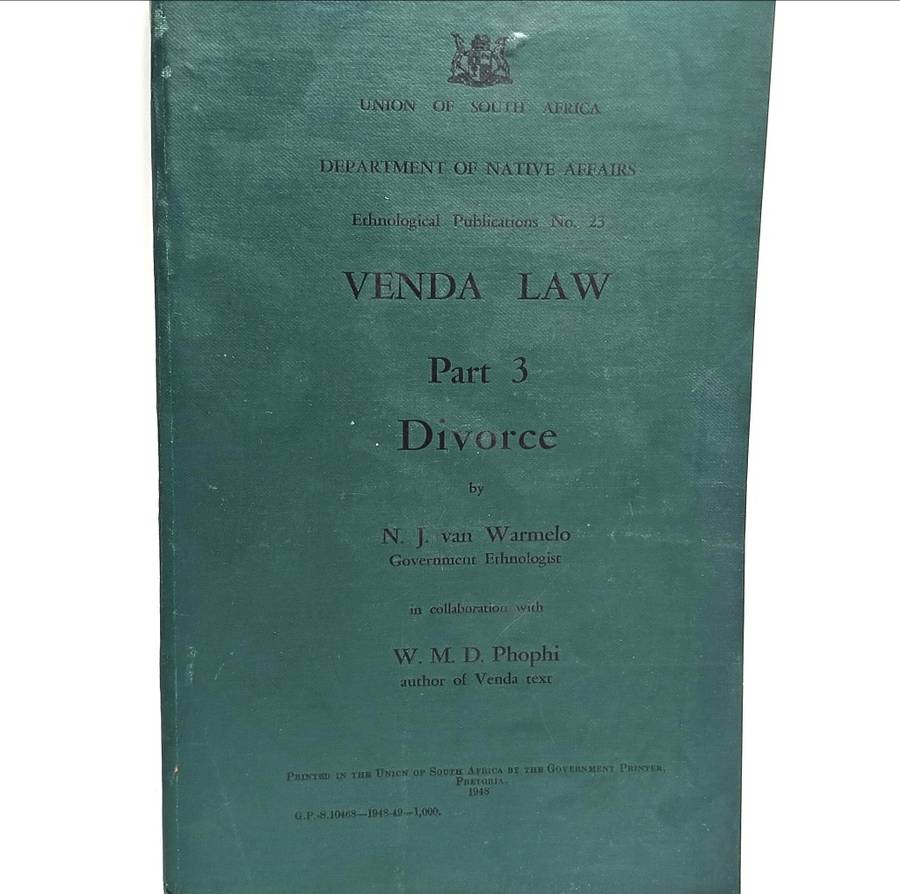 UNION OF SOUTH AFRICA
DEPARTMENT OF NATIVE AFFAIRS
Ethnological Publications No. 23
VENDA LAW
Part 3
Divorce
by
N. J. van Warmelo
Government Ethnologist
in collaboration with
W. M. D. Phophi
author of Venda text
PRINTED IN THE UNION OF SOUTH AFRICA BY THE GOVERNMENT PRINTER,
PRETORIA.
1948
G.P.-S.10468—1948-49—1,000.